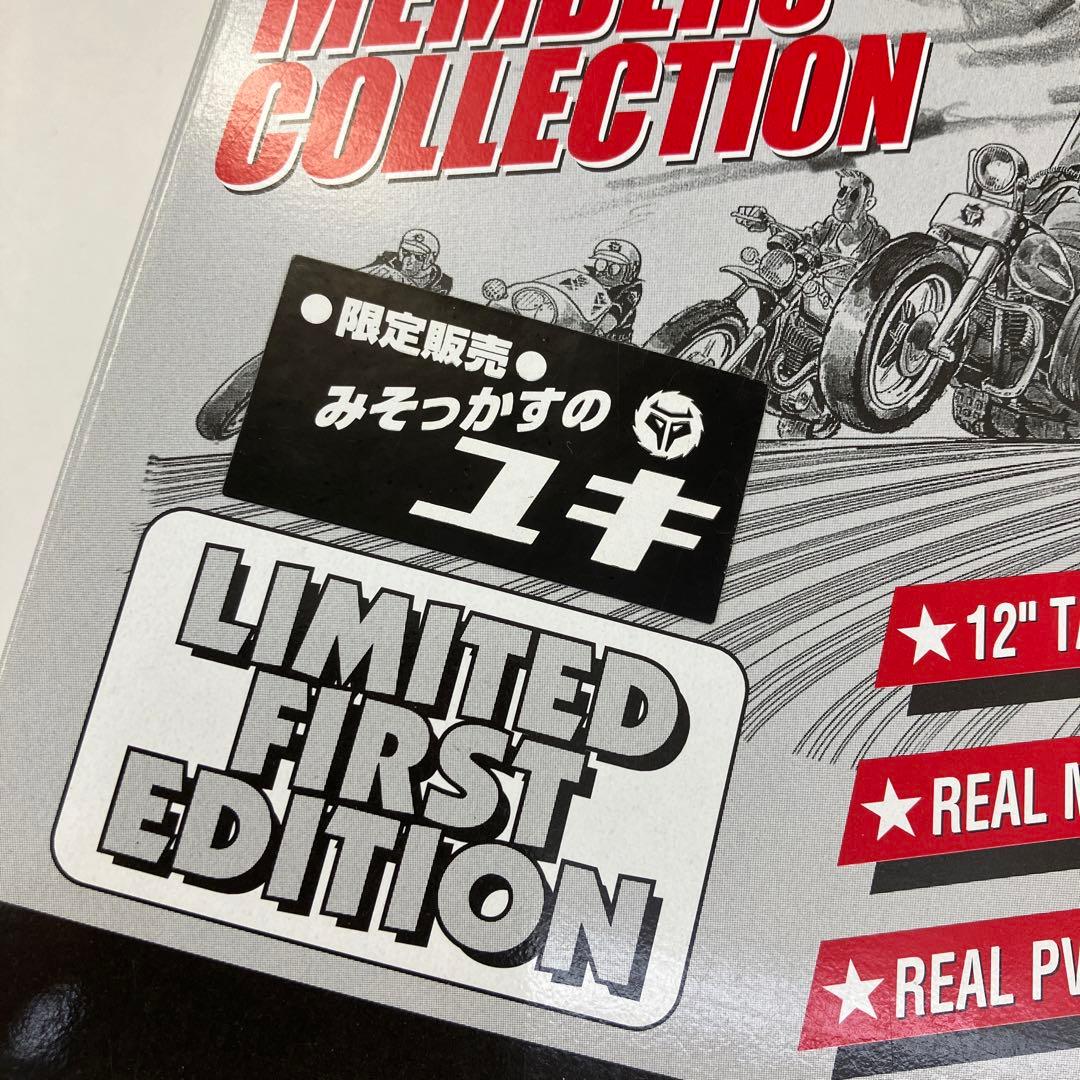 MEMBERS
COLLECTION
●限定販売●
みそっかすの
ユキ
LIMITED
FIRST
EDITION
★12" T
★REAL M
★REAL PV